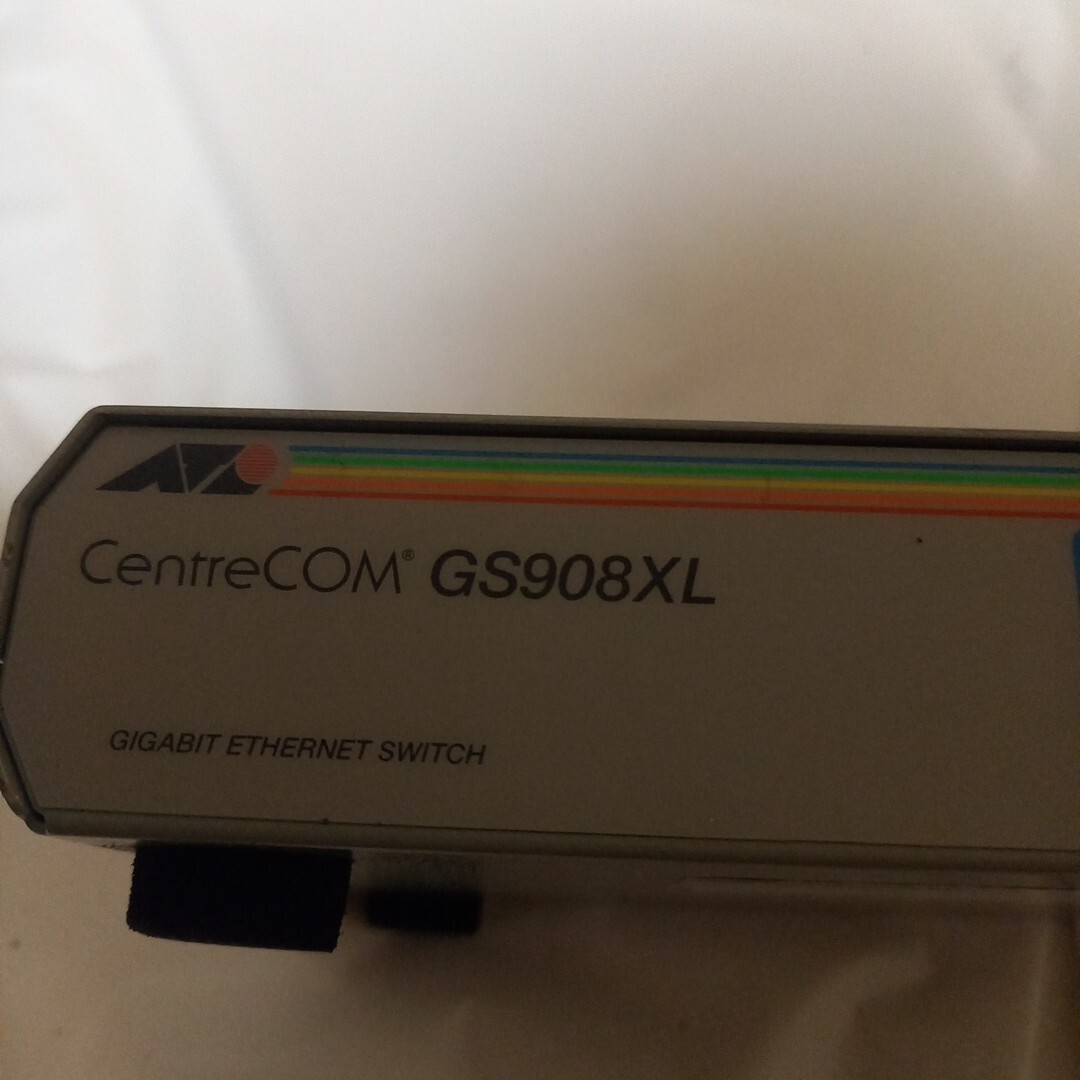 CentreCOM® GS908XL
GIGABIT ETHERNET SWITCH